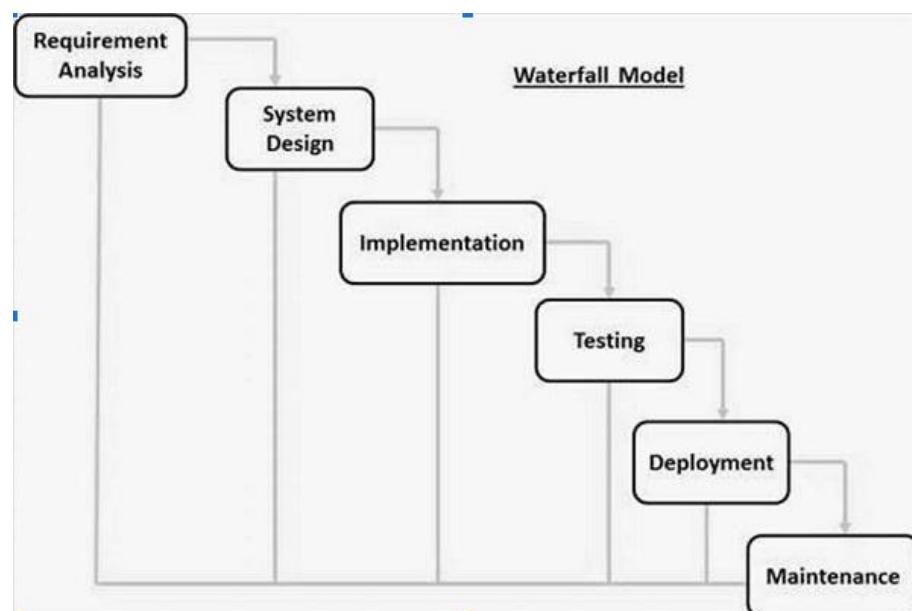 Requirement
Analysis
Waterfall Model
System
Design
Implementation
Testing
Deployment
Maintenance